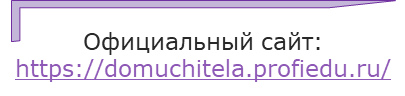 Официальный сайт:
https://domuchitela.profiedu.ru/